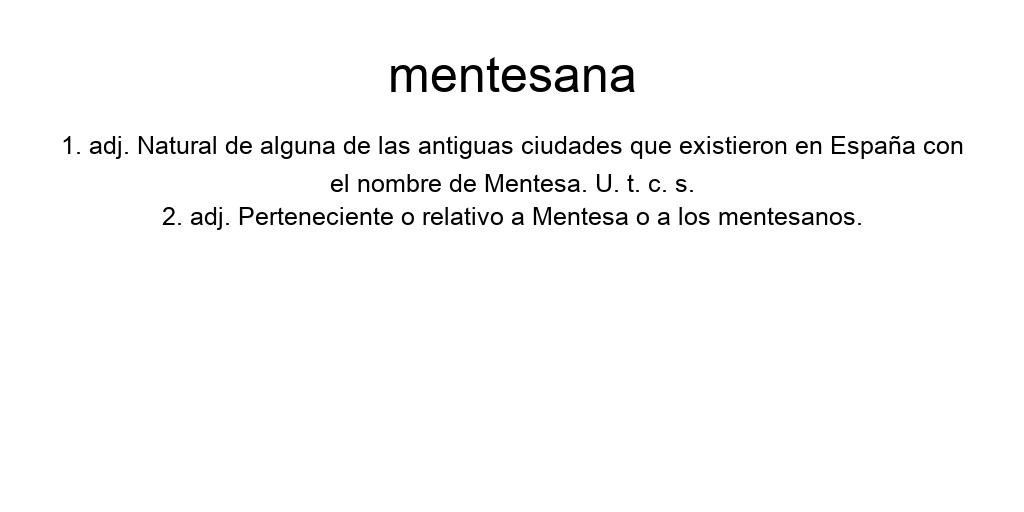 mentesana
1. adj. Natural de alguna de las antiguas ciudades que existieron en España con
el nombre de Mentesa. U. t. c. s.
2. adj. Perteneciente o relativo a Mentesa o a los mentesanos.